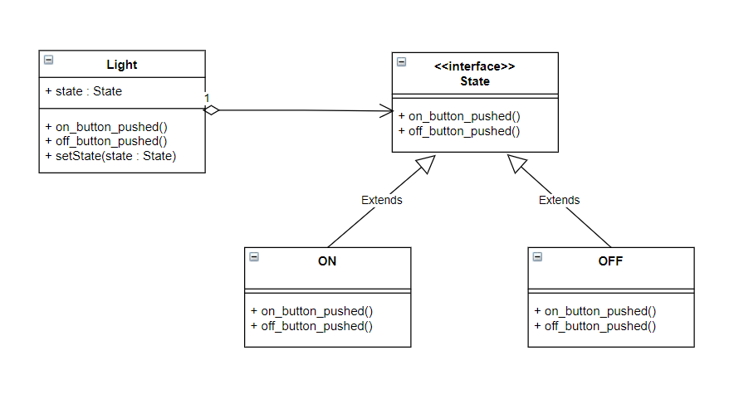 Light
+ state : State
+ on_button_pushed()
+ off_button_pushed()
+ setState(state : State)
1
<<interface>>
State
+ on_button_pushed()
+ off_button_pushed()
Extends
Extends
ON
+ on_button_pushed()
+ off_button_pushed()
OFF
+ on_button_pushed()
+ off_button_pushed()